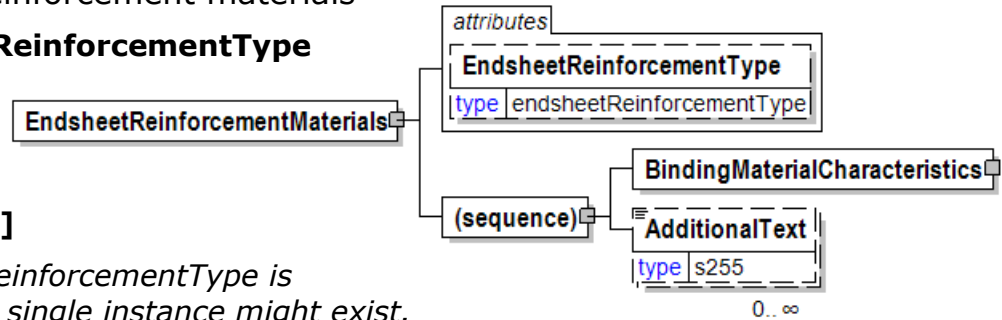 inforcement materials
ReinforcementType
]
einforcementType is
single instance might exist.
attributes
EndsheetReinforcementType
type endsheetReinforcementType
EndsheetReinforcementMaterials
(sequence)
BindingMaterialCharacteristics
AdditionalText
type s255
0.. ∞